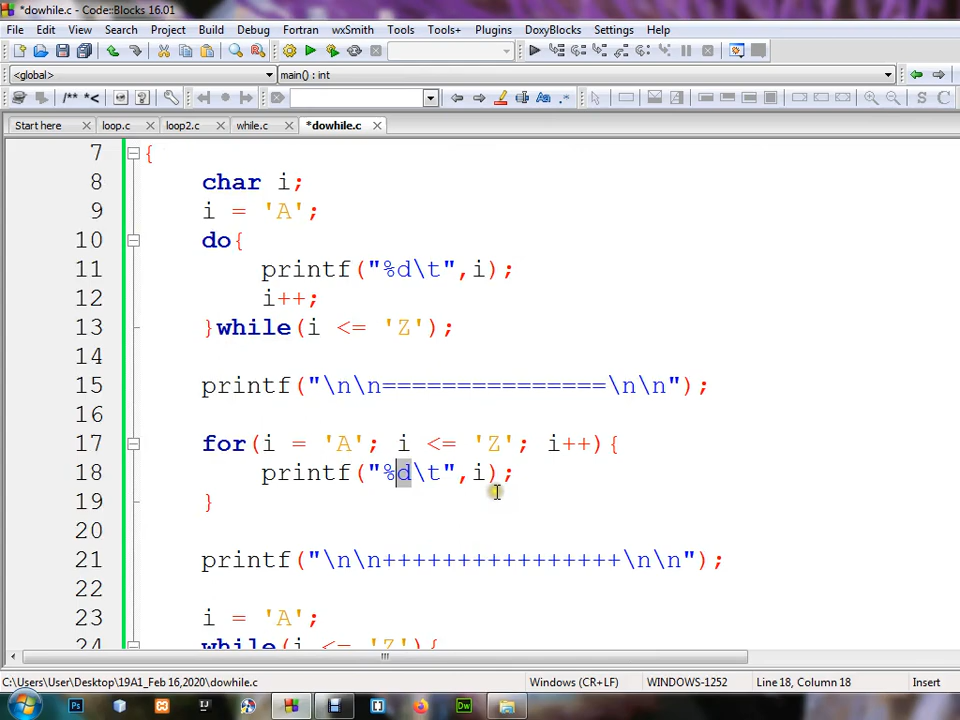 *dowhile.c - Code::Blocks 16.01
File Edit View Search Project Build Debug Fortran wxSmith Tools Tools+ Plugins DoxyBlocks Settings Help
<global> main() : int
/** *<
Start here loop.c loop2.c while.c *dowhile.c
7 {
8 char i;
9 i = 'A';
10 do{
11 printf("%d\t",i);
12 i++;
13 }while(i <= 'Z');
14
15 printf("\n\n===============\n\n");
16
17 for(i = 'A'; i <= 'Z'; i++){
18 printf("%d\t",i);
19 }
20
21 printf("\n\n++++++++++++++++\n\n");
22
23 i = 'A';
24 while(i <= 'Z'){
C:\Users\User\Desktop\19A1_Feb 16,2020\dowhile.c Windows (CR+LF) WINDOWS-1252 Line 18, Column 18 Insert